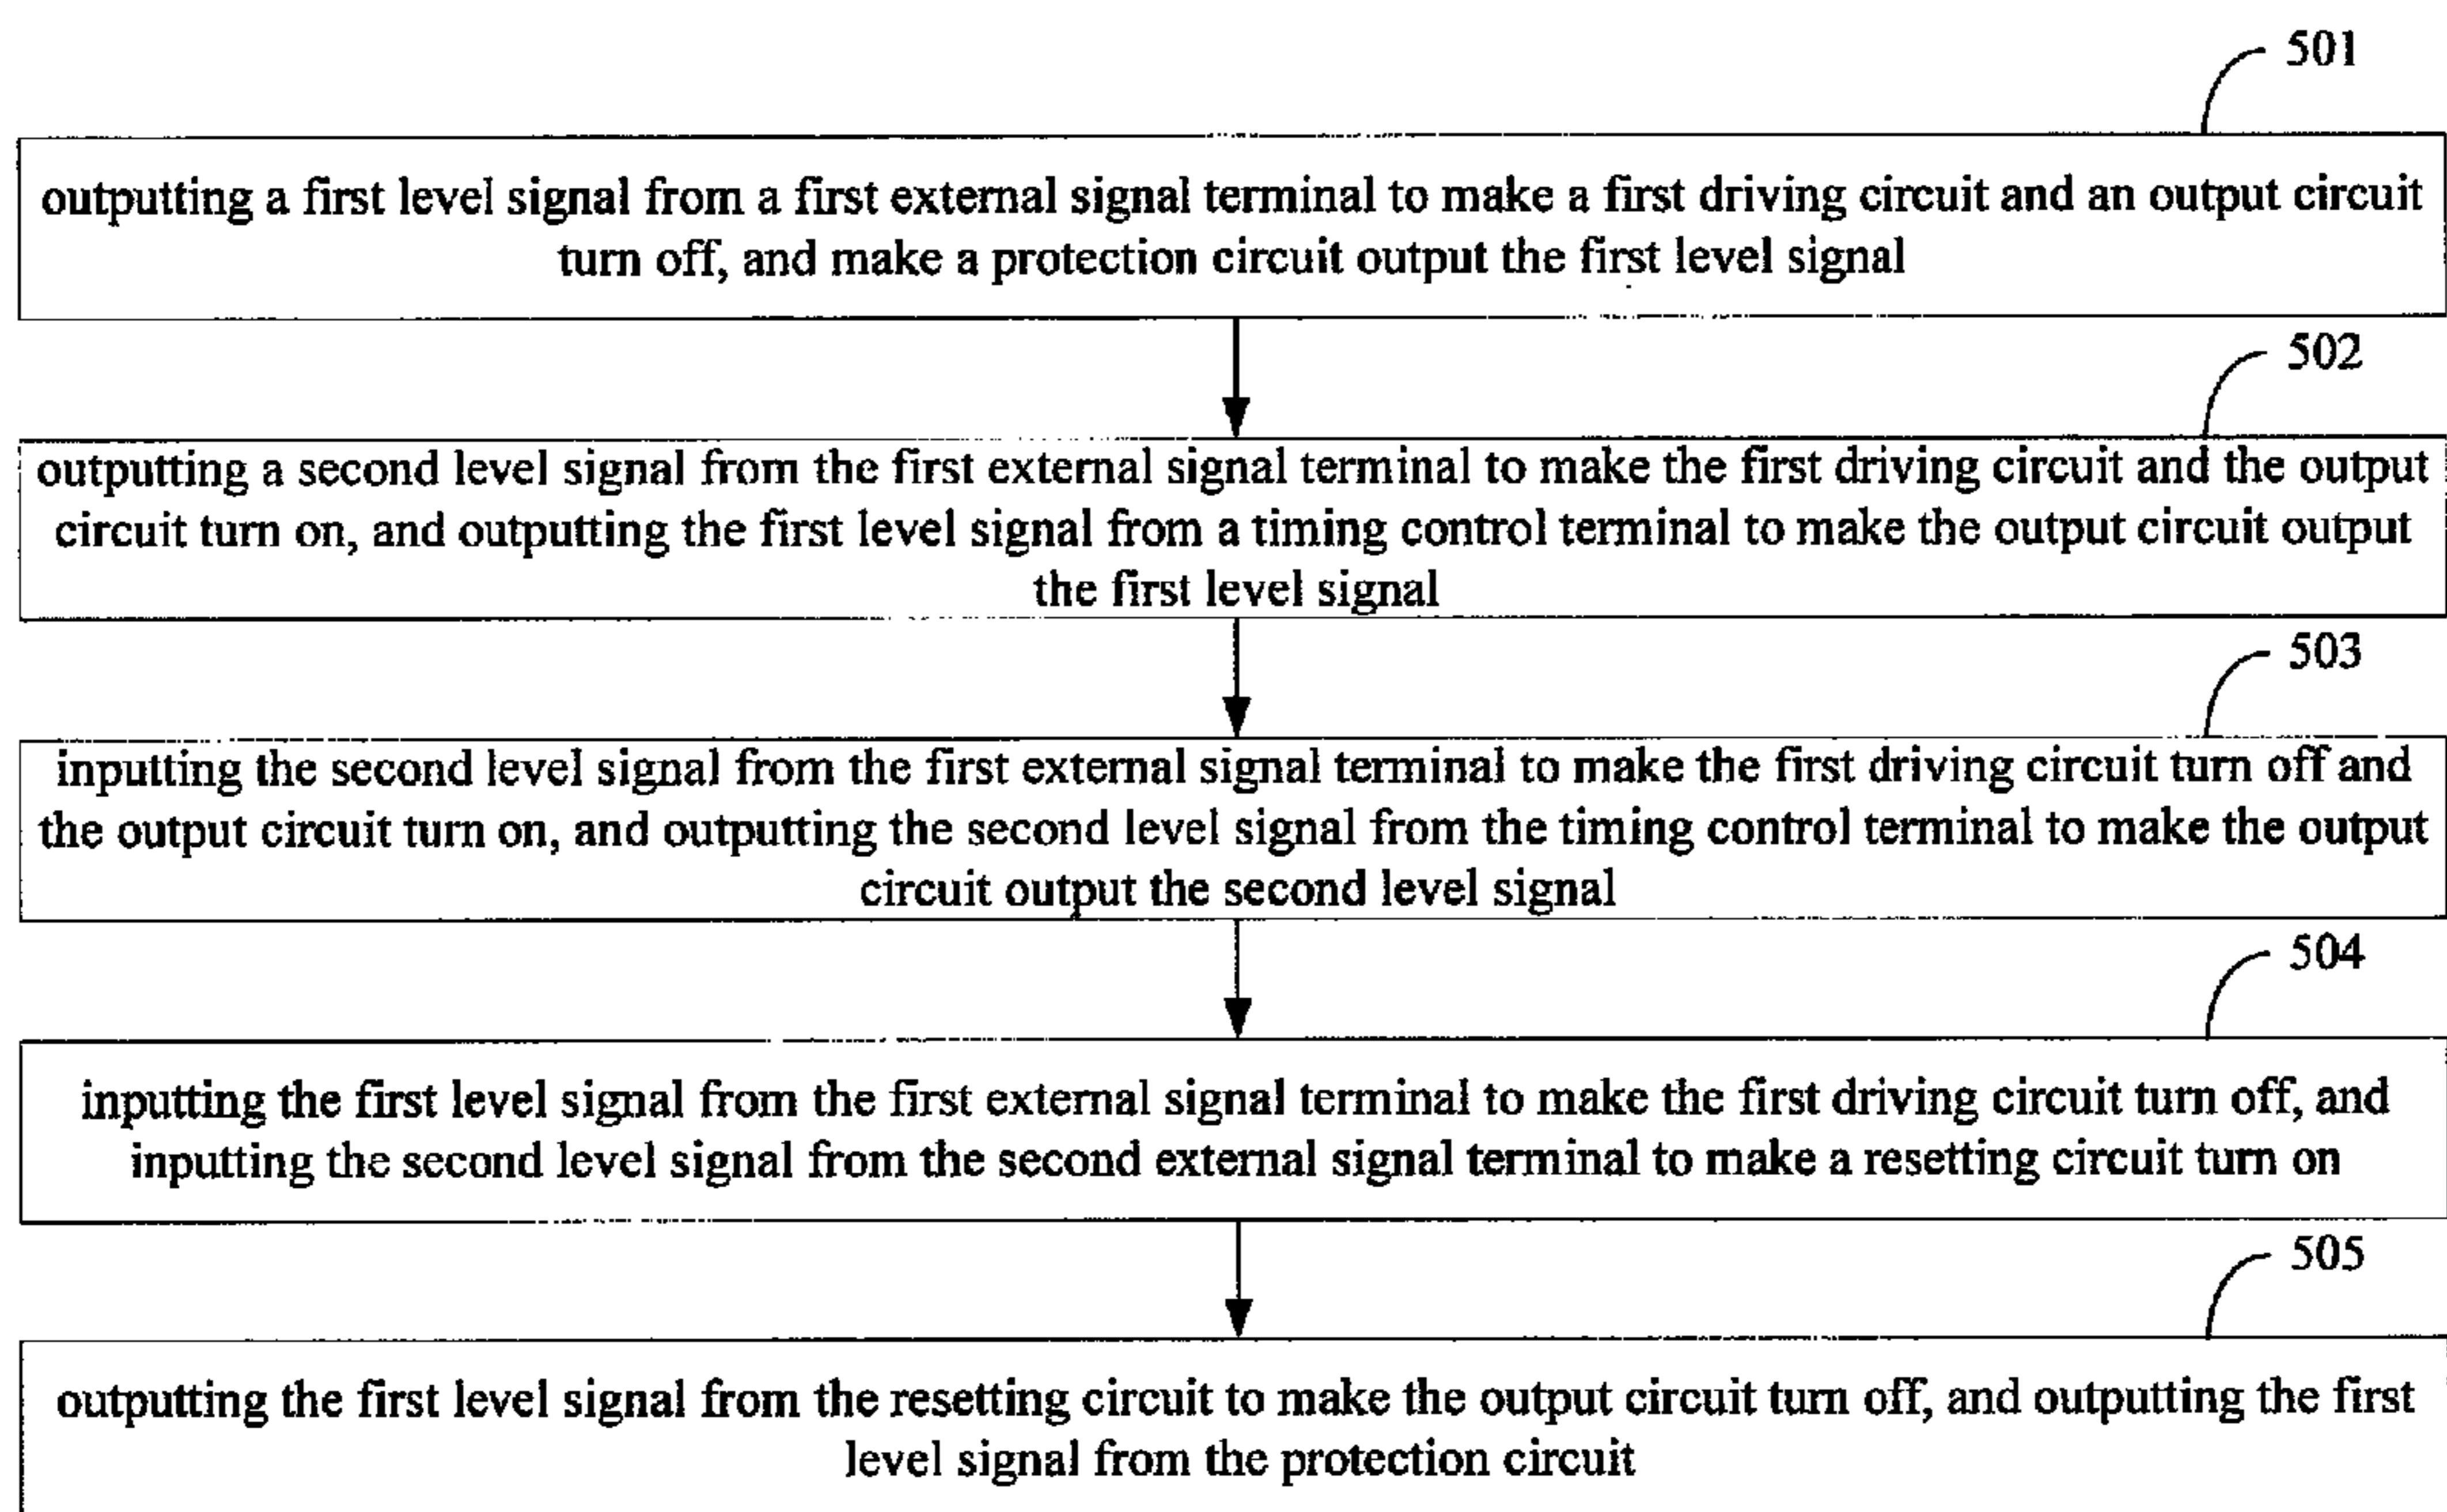 501
outputting a first level signal from a first external signal terminal to make a first driving circuit and an output circuit
turn off, and make a protection circuit output the first level signal
502
outputting a second level signal from the first external signal terminal to make the first driving circuit and the output
circuit turn on, and outputting the first level signal from a timing control terminal to make the output circuit output
the first level signal
503
inputting the second level signal from the first external signal terminal to make the first driving circuit turn off and
the output circuit turn on, and outputting the second level signal from the timing control terminal to make the output
circuit output the second level signal
504
inputting the first level signal from the first external signal terminal to make the first driving circuit turn off, and
inputting the second level signal from the second external signal terminal to make a resetting circuit turn on
505
outputting the first level signal from the resetting circuit to make the output circuit turn off, and outputting the first
level signal from the protection circuit